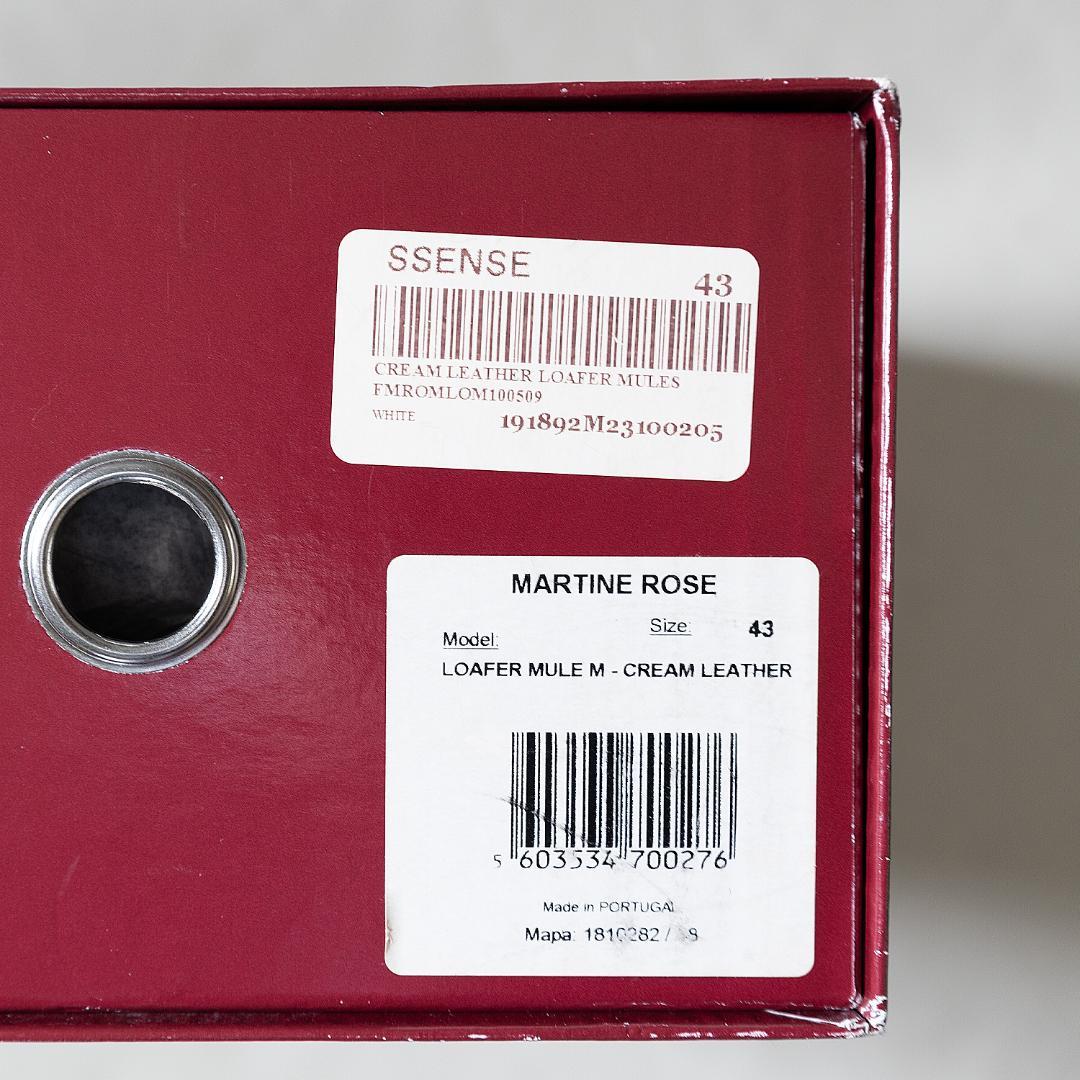 SSENSE
43
CREAM LEATHER LOAFER MULES
FMROMLOM100509
WHITE 191892M23100205
MARTINE ROSE
Model: Size: 43
LOAFER MULE M - CREAM LEATHER
5 603534 700276
Made in PORTUGAL
Mapa: